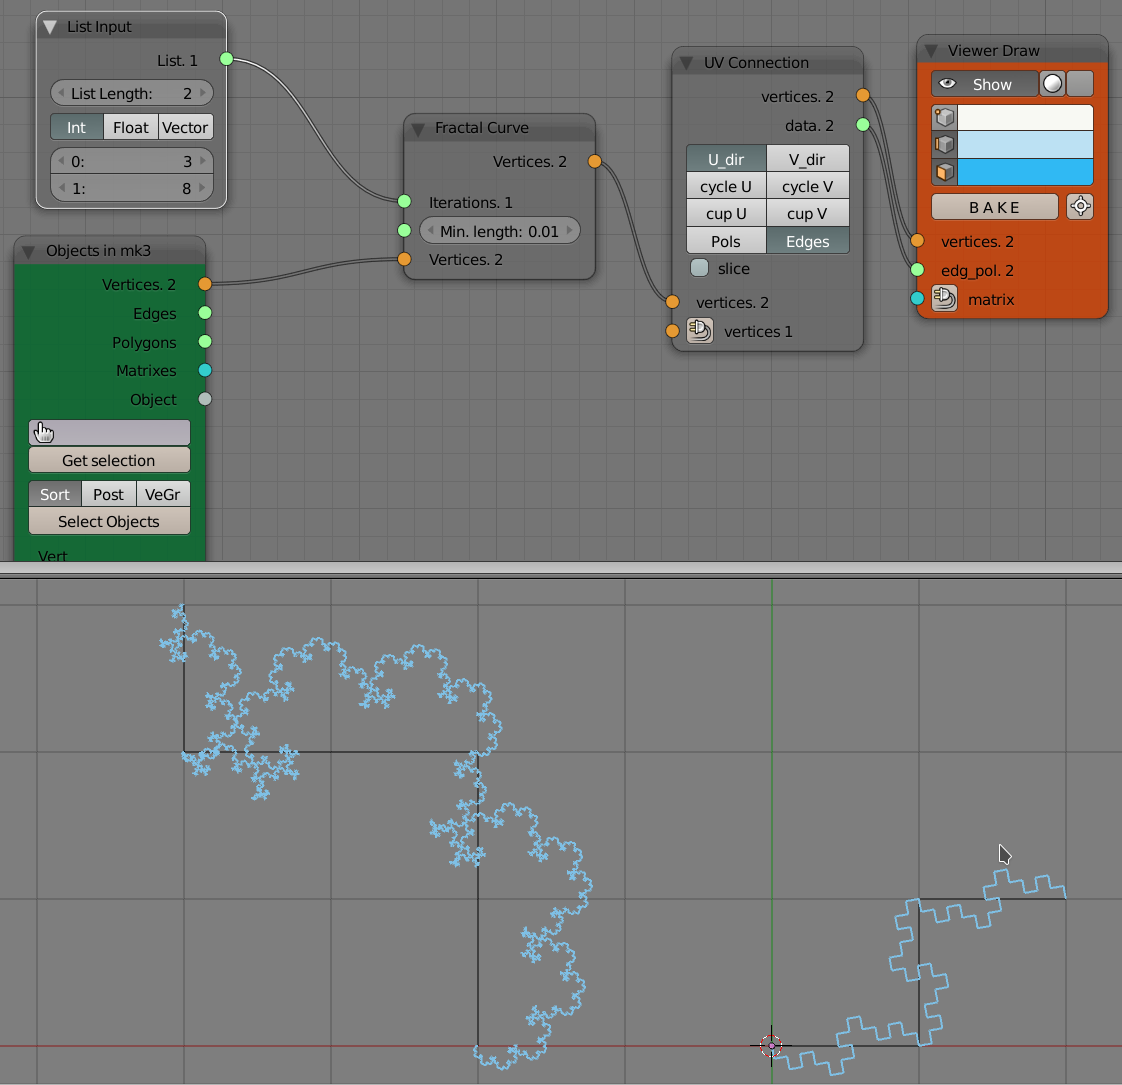 List Input
List. 1
List Length: 2
Int Float Vector
0: 3
1: 8
Objects in mk3
Vertices. 2
Edges
Polygons
Matrixes
Object
Get selection
Sort Post VeGr
Select Objects
Vert
Fractal Curve
Vertices. 2
Iterations. 1
Min. length: 0.01
Vertices. 2
UV Connection
vertices. 2
data. 2
U_dir V_dir
cycle U cycle V
cup U cup V
Pols Edges
slice
vertices. 2
vertices 1
Viewer Draw
Show
B A K E
vertices. 2
edg_pol. 2
matrix